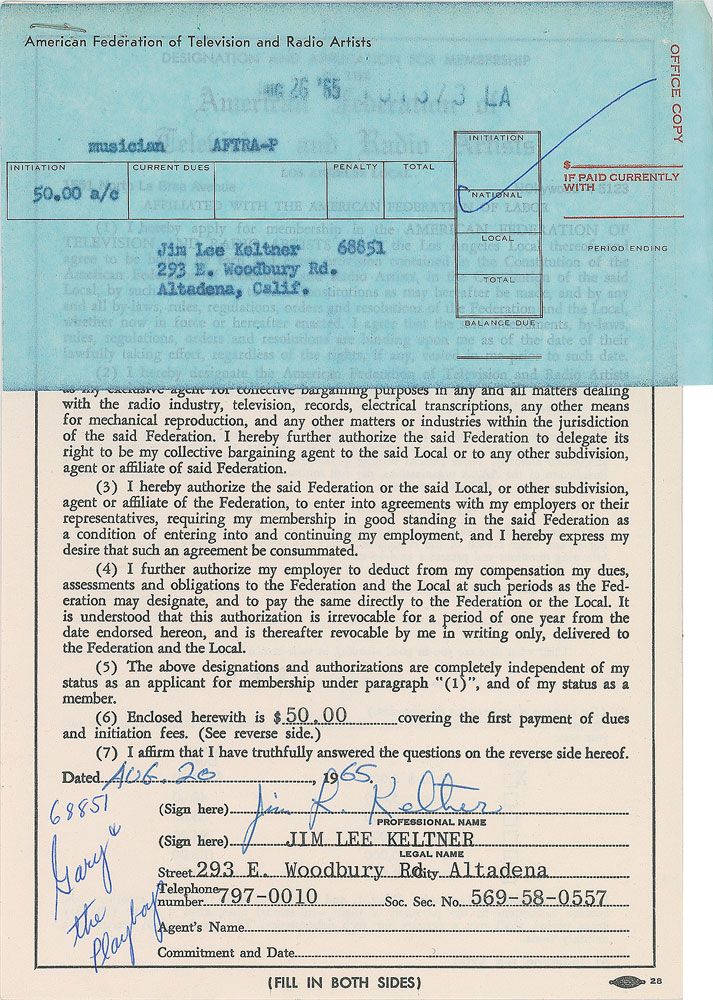 American Federation of Television and Radio Artists
OFFICE COPY
DESIGNATION AND APPLICATION FOR MEMBERSHIP
AUG 26 '65 LA
musician AFTRA-P
INITIATION CURRENT DUES PENALTY TOTAL
50.00 a/c
INITIATION
NATIONAL
LOCAL
TOTAL
BALANCE DUE
$
IF PAID CURRENTLY
WITH
PERIOD ENDING
AFFILIATED WITH THE AMERICAN FEDERATION OF LABOR
Jim Lee Keltner 68851
293 E. Woodbury Rd.
Altadena, Calif.
as my exclusive agent for collective bargaining purposes in any and all matters dealing
with the radio industry, television, records, electrical transcriptions, any other means
for mechanical reproduction, and any other matters or industries within the jurisdiction
of the said Federation. I hereby further authorize the said Federation to delegate its
right to be my collective bargaining agent to the said Local or to any other subdivision,
agent or affiliate of said Federation.
(3) I hereby authorize the said Federation or the said Local, or other subdivision,
agent or affiliate of the Federation, to enter into agreements with my employers or their
representatives, requiring my membership in good standing in the said Federation as
a condition of entering into and continuing my employment, and I hereby express my
desire that such an agreement be consummated.
(4) I further authorize my employer to deduct from my compensation my dues,
assessments and obligations to the Federation and the Local at such periods as the Fed-
eration may designate, and to pay the same directly to the Federation or the Local. It
is understood that this authorization is irrevocable for a period of one year from the
date endorsed hereon, and is thereafter revocable by me in writing only, delivered to
the Federation and the Local.
(5) The above designations and authorizations are completely independent of my
status as an applicant for membership under paragraph "(1)", and of my status as a
member.
(6) Enclosed herewith is $50.00 covering the first payment of dues
and initiation fees. (See reverse side.)
(7) I affirm that I have truthfully answered the questions on the reverse side hereof.
Dated AUG. 20, 1965.
68851
Gary &
the
Playboys
(Sign here) Jim L. Keltner
PROFESSIONAL NAME
(Sign here) JIM LEE KELTNER
LEGAL NAME
Street 293 E. Woodbury Rd. City Altadena
Telephone
number 797-0010 Soc. Sec. No. 569-58-0557
Agent's Name
Commitment and Date
(FILL IN BOTH SIDES)
28